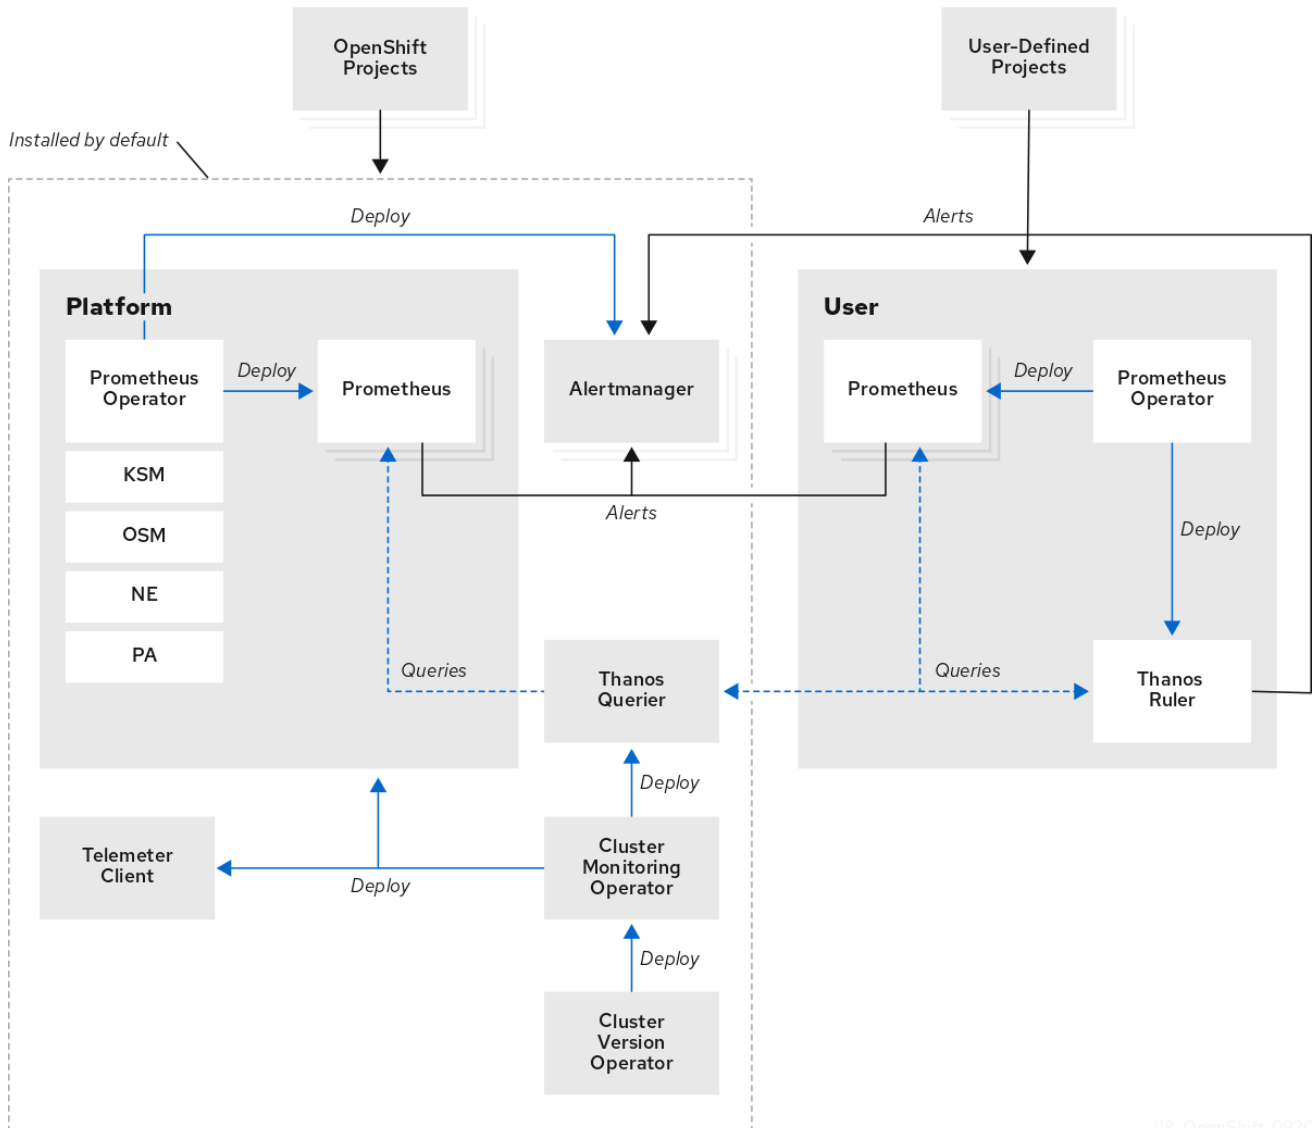 OpenShift
Projects
User-Defined
Projects
Installed by default
Deploy
Alerts
Platform
User
Prometheus
Operator
Deploy
Prometheus
Alertmanager
Prometheus
Deploy
Prometheus
Operator
KSM
Alerts
OSM
Deploy
NE
PA
Queries
Thanos
Querier
Queries
Thanos
Ruler
Deploy
Telemeter
Client
Deploy
Cluster
Monitoring
Operator
Deploy
Cluster
Version
Operator
118_OpenShift_0920